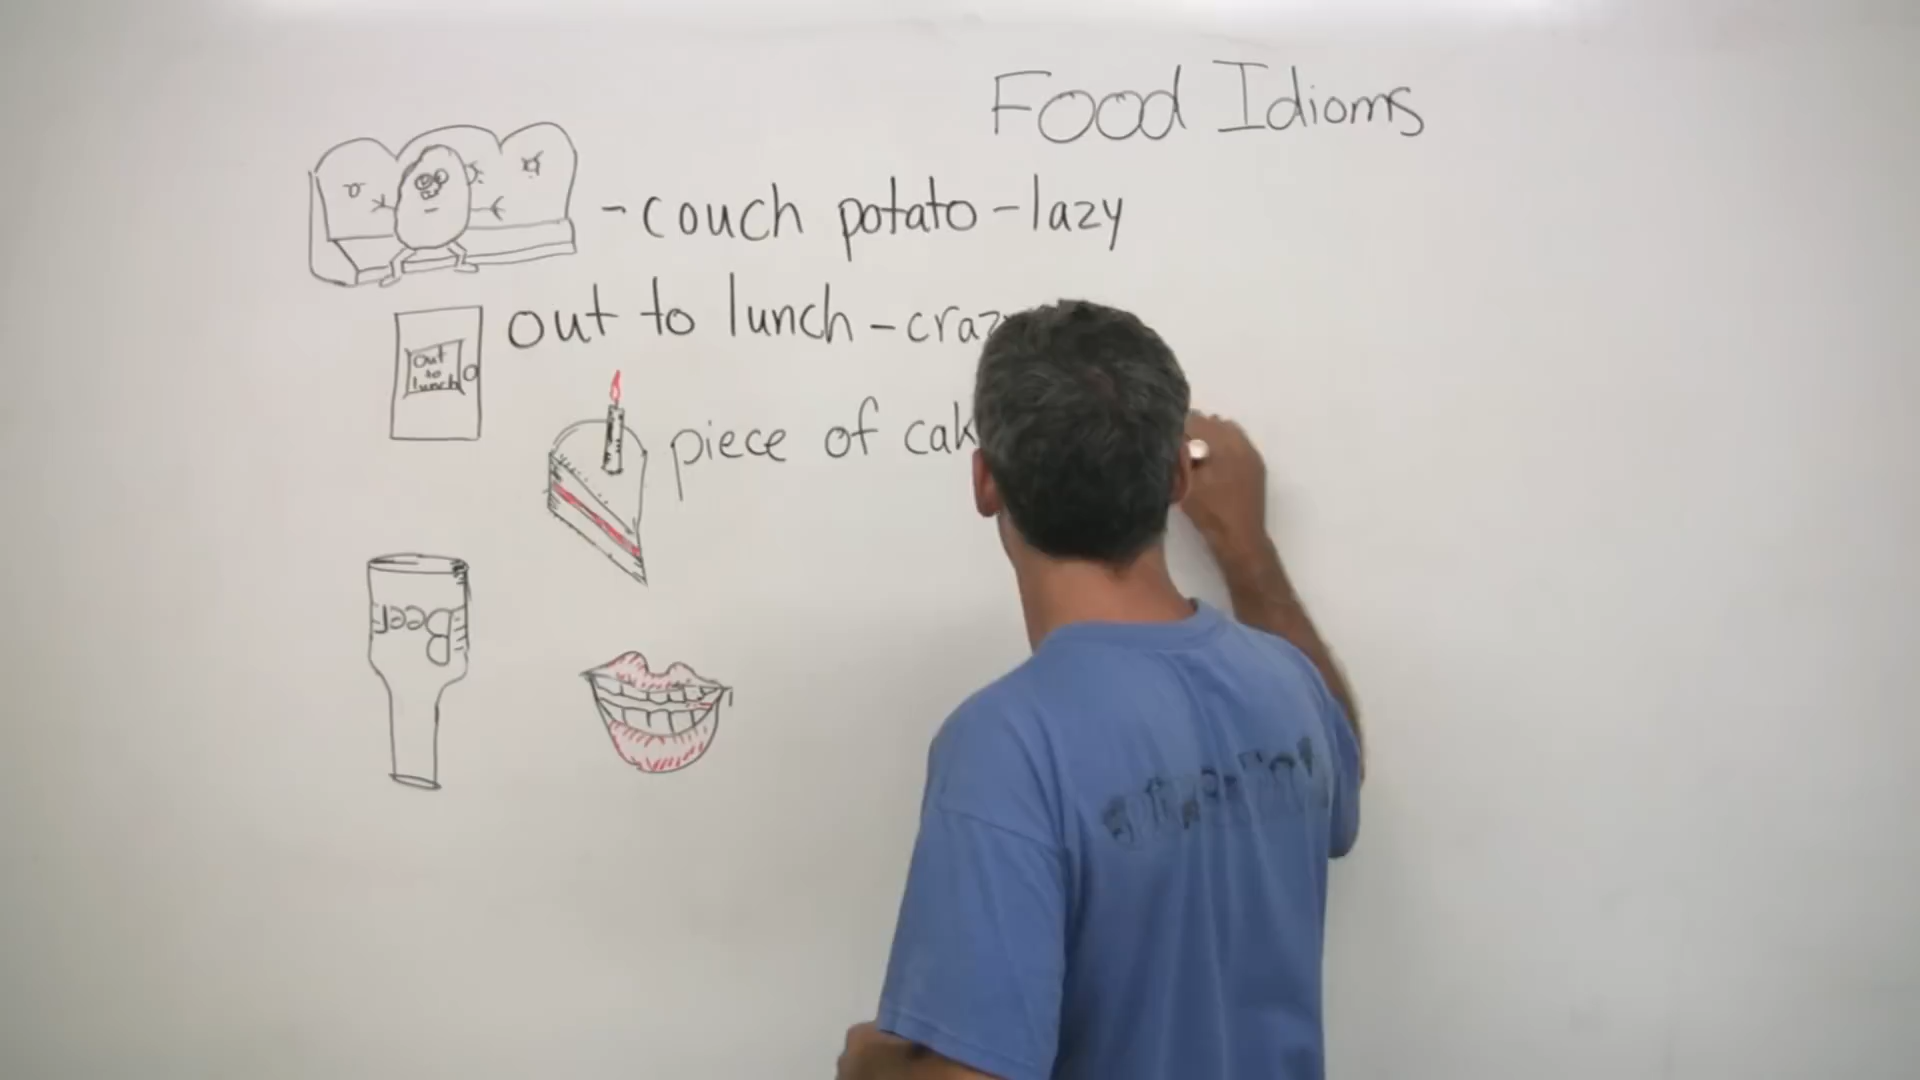 Food Idioms
-couch potato-lazy
out to lunch-craz
out
to
lunch
piece of cak
Beer